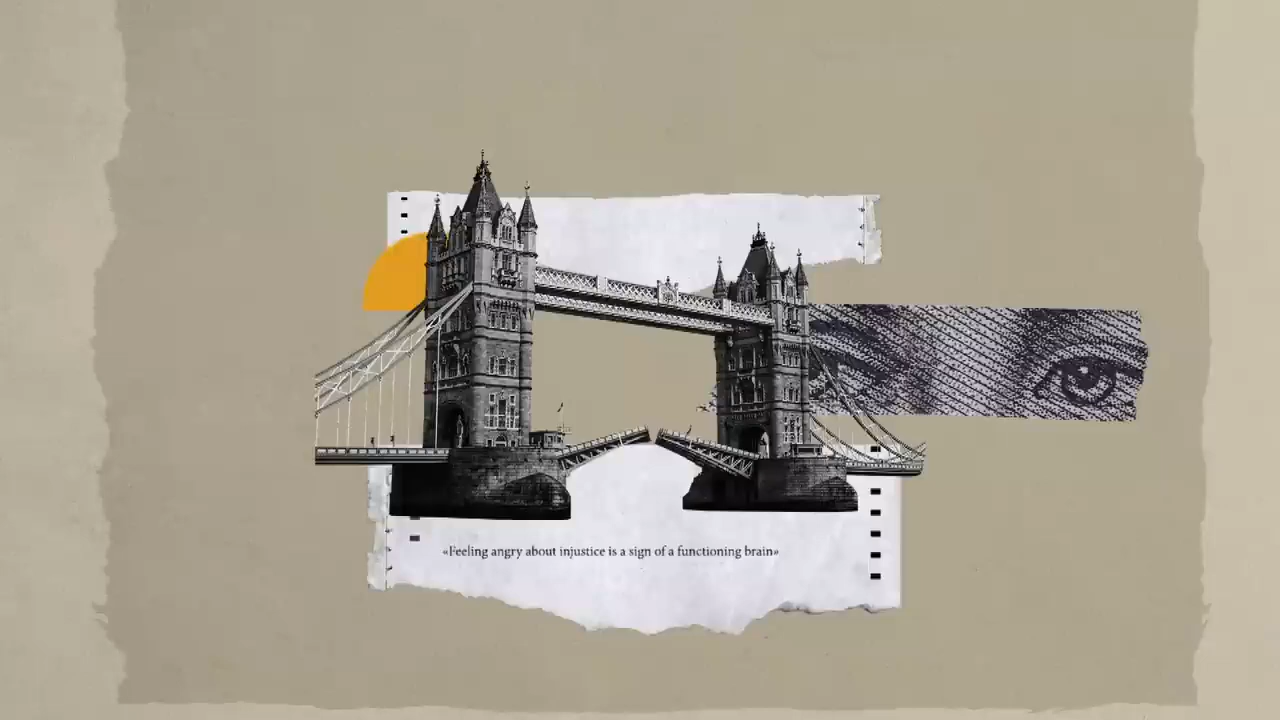 «Feeling angry about injustice is a sign of a functioning brain»